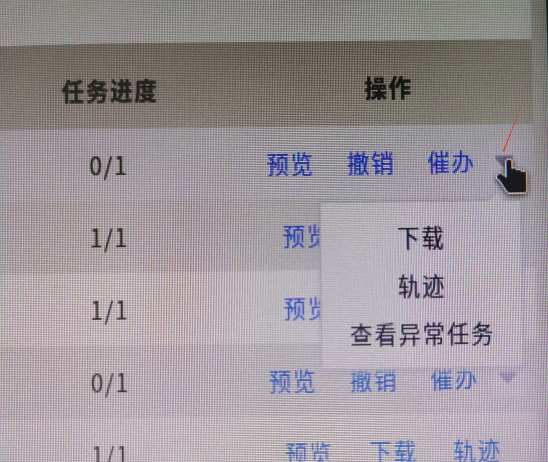 任务进度 操作
0/1 预览 撤销 催办
1/1 预览
下载
轨迹
1/1 预览
查看异常任务
0/1 预览 撤销 催办
1/1 预览 下载 轨迹